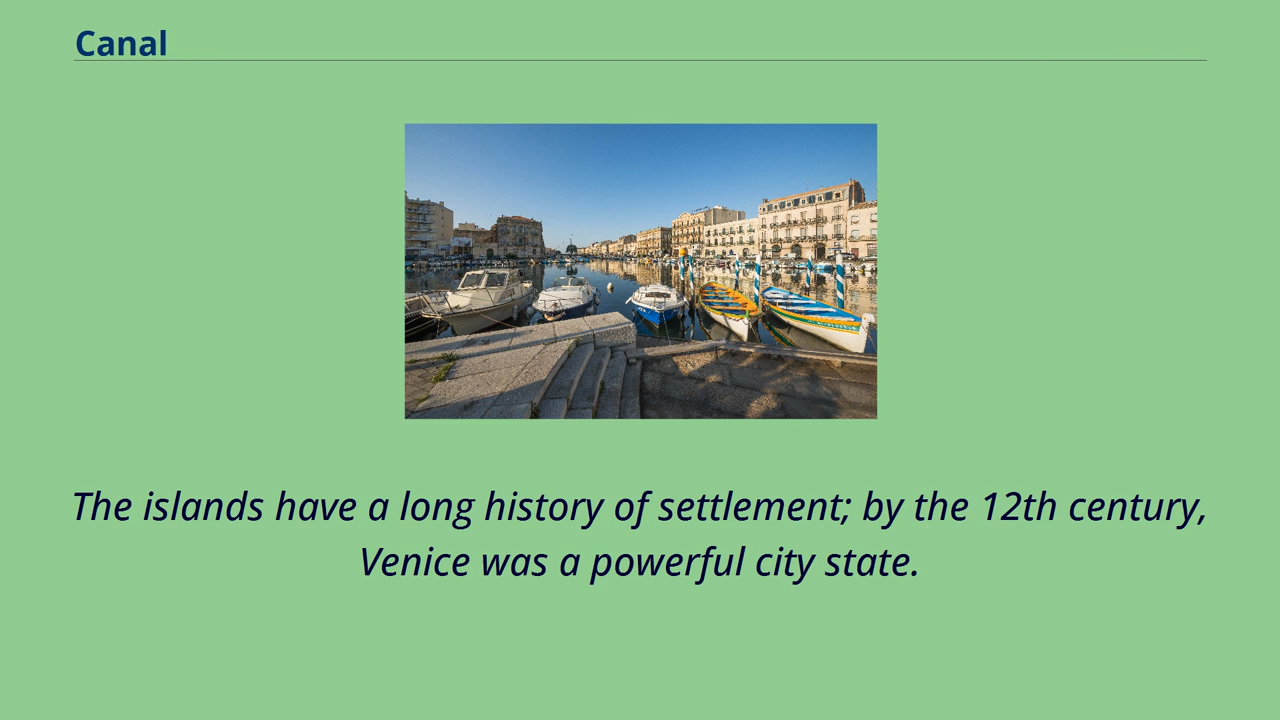 Canal
The islands have a long history of settlement; by the 12th century,
Venice was a powerful city state.